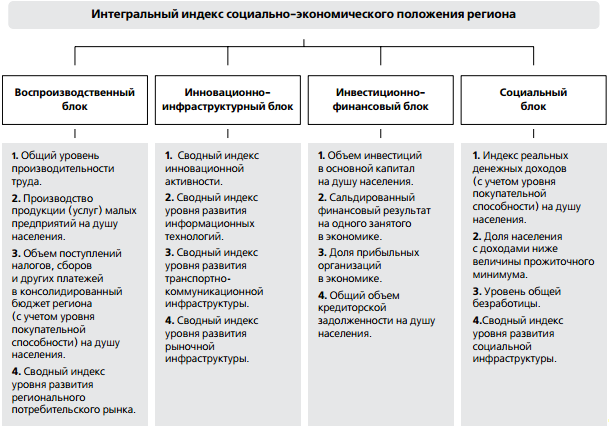 Интегральный индекс социально-экономического положения региона
Воспроизводственный
блок
1. Общий уровень
производительности
труда.
2. Производство
продукции (услуг) малых
предприятий на душу
населения.
3. Объем поступлений
налогов, сборов
и других платежей
в консолидированный
бюджет региона
(с учетом уровня
покупательной
способности) на душу
населения.
4. Сводный индекс
уровня развития
регионального
потребительского рынка.
Инновационно-
инфраструктурный блок
1. Сводный индекс
инновационной
активности.
2. Сводный индекс
уровня развития
информационных
технологий.
3. Сводный индекс
уровня развития
транспортно-
коммуникационной
инфраструктуры.
4. Сводный индекс
уровня развития
рыночной
инфраструктуры.
Инвестиционно-
финансовый блок
1. Объем инвестиций
в основной капитал
на душу населения.
2. Сальдированный
финансовый результат
на одного занятого
в экономике.
3. Доля прибыльных
организаций
в экономике.
4. Общий объем
кредиторской
задолженности на душу
населения.
Социальный
блок
1. Индекс реальных
денежных доходов
(с учетом уровня
покупательной
способности) на душу
населения.
2. Доля населения
с доходами ниже
величины прожиточного
минимума.
3. Уровень общей
безработицы.
4.Сводный индекс
уровня развития
социальной
инфраструктуры.